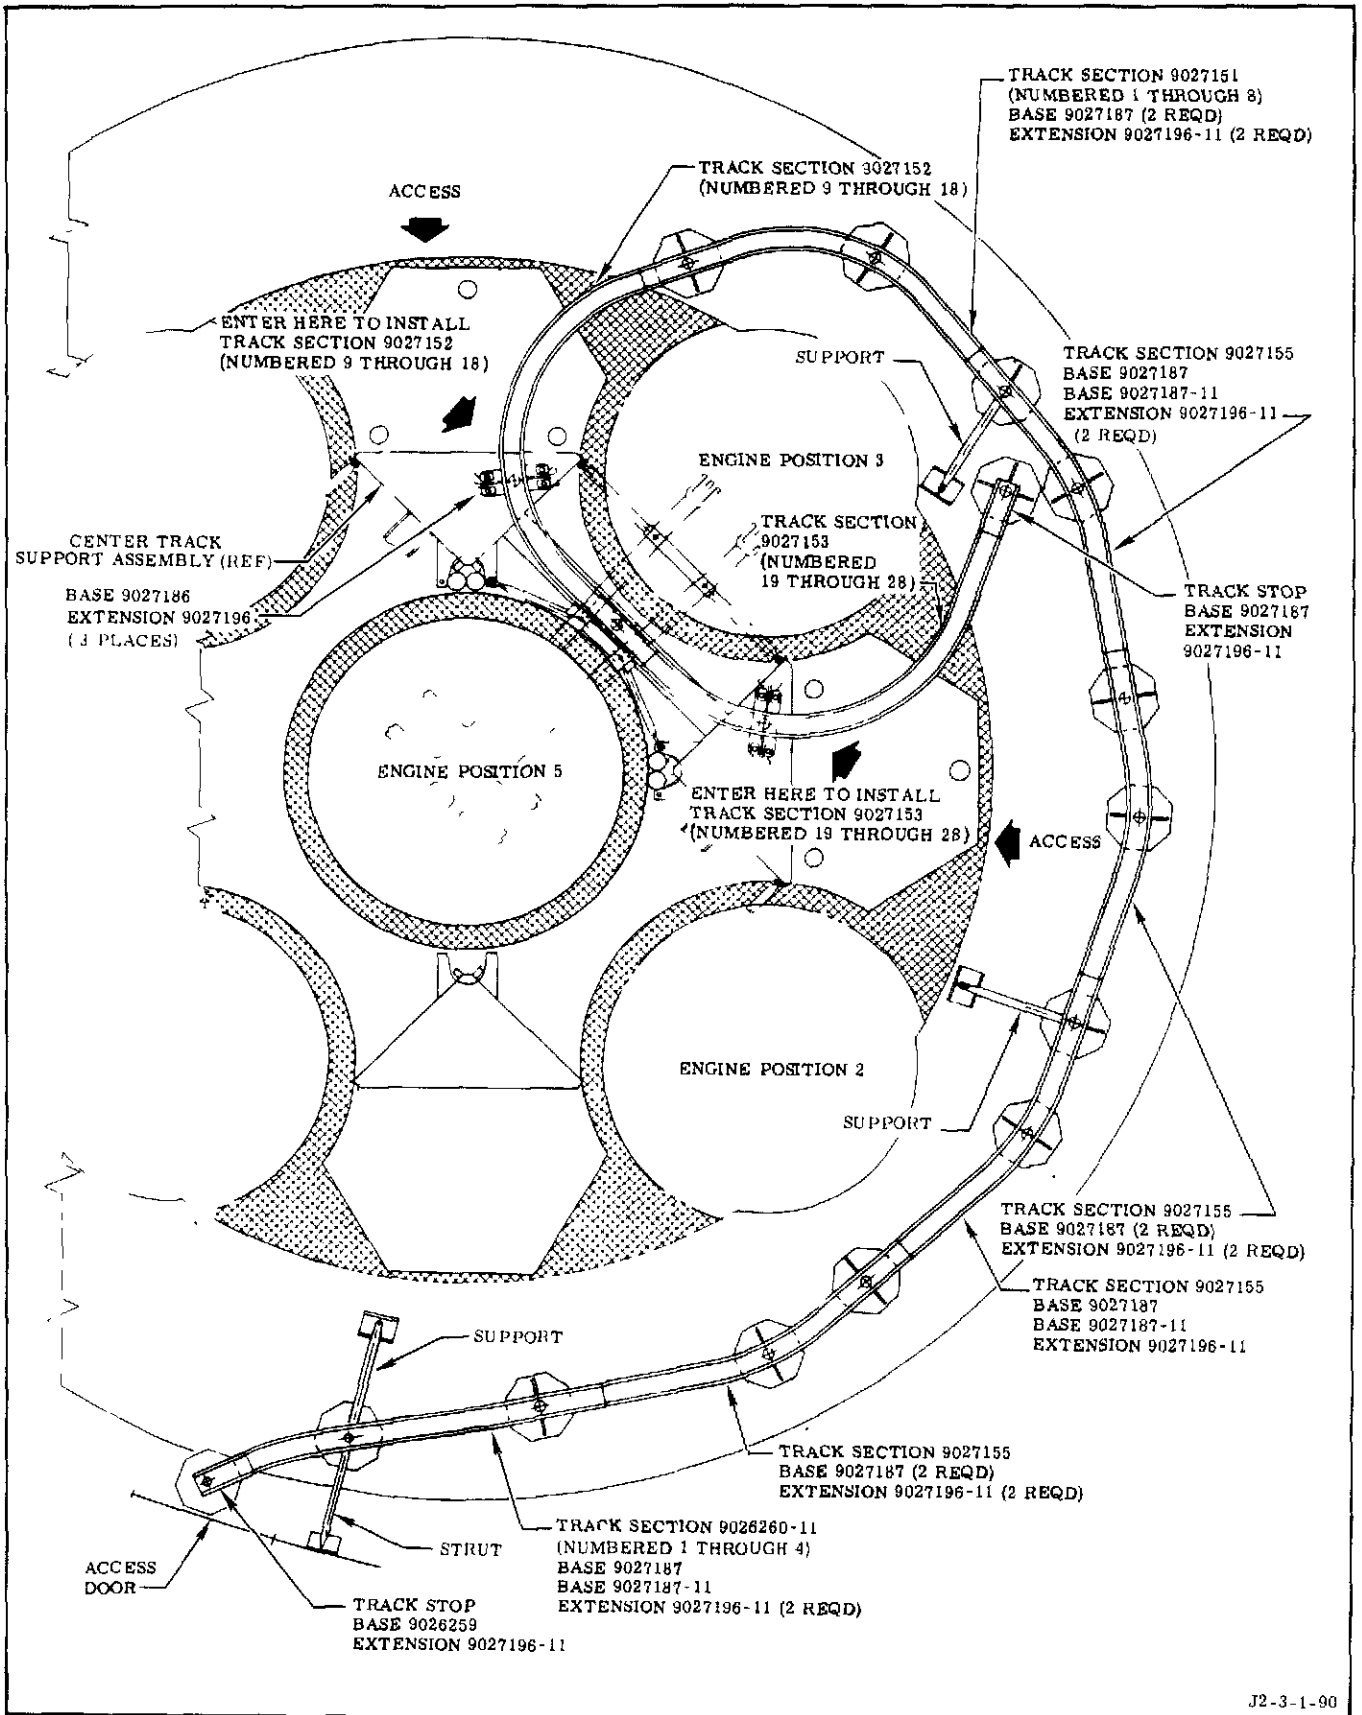 TRACK SECTION 9027151
(NUMBERED 1 THROUGH 8)
BASE 9027187 (2 REQD)
EXTENSION 9027196-11 (2 REQD)
TRACK SECTION 9027152
(NUMBERED 9 THROUGH 18)
ACCESS
ENTER HERE TO INSTALL
TRACK SECTION 9027152
(NUMBERED 9 THROUGH 18)
SUPPORT
TRACK SECTION 9027155
BASE 9027187
BASE 9027187-11
EXTENSION 9027196-11
(2 REQD)
ENGINE POSITION 3
TRACK SECTION
9027153
(NUMBERED
19 THROUGH 28)
CENTER TRACK
SUPPORT ASSEMBLY (REF)
BASE 9027186
EXTENSION 9027196
(3 PLACES)
TRACK STOP
BASE 9027187
EXTENSION
9027196-11
ENGINE POSITION 5
ENTER HERE TO INSTALL
TRACK SECTION 9027153
(NUMBERED 19 THROUGH 28)
ACCESS
ENGINE POSITION 2
SUPPORT
TRACK SECTION 9027155
BASE 9027187 (2 REQD)
EXTENSION 9027196-11 (2 REQD)
TRACK SECTION 9027155
BASE 9027187
BASE 9027187-11
EXTENSION 9027196-11
SUPPORT
TRACK SECTION 9027155
BASE 9027187 (2 REQD)
EXTENSION 9027196-11 (2 REQD)
TRACK SECTION 9026260-11
(NUMBERED 1 THROUGH 4)
BASE 9027187
BASE 9027187-11
EXTENSION 9027196-11 (2 REQD)
STRUT
ACCESS
DOOR
TRACK STOP
BASE 9026259
EXTENSION 9027196-11
J2-3-1-90